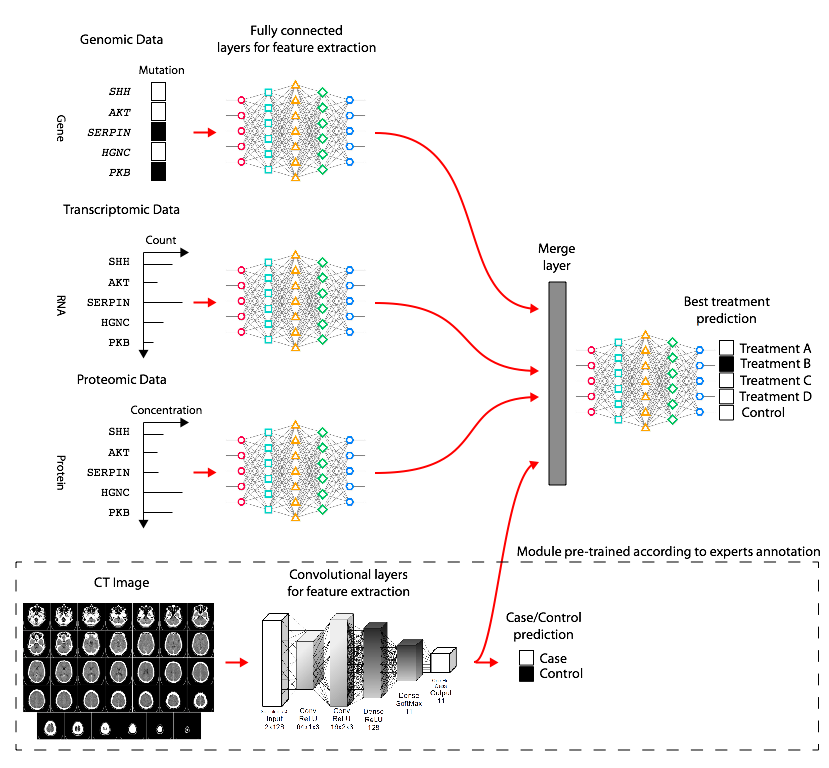 Genomic Data
Fully connected
layers for feature extraction
Mutation
Gene
SHH
AKT
SERPIN
HGNC
PKB
Transcriptomic Data
Count
RNA
SHH
AKT
SERPIN
HGNC
PKB
Proteomic Data
Concentration
Protein
SHH
AKT
SERPIN
HGNC
PKB
Merge
layer
Best treatment
prediction
Treatment A
Treatment B
Treatment C
Treatment D
Control
Module pre-trained according to experts annotation
CT Image
Convolutional layers
for feature extraction
Input
Conv
ReLU
Conv
ReLU
Dense
ReLU
128
Dense
SoftMax
Output
11
Case/Control
prediction
Case
Control